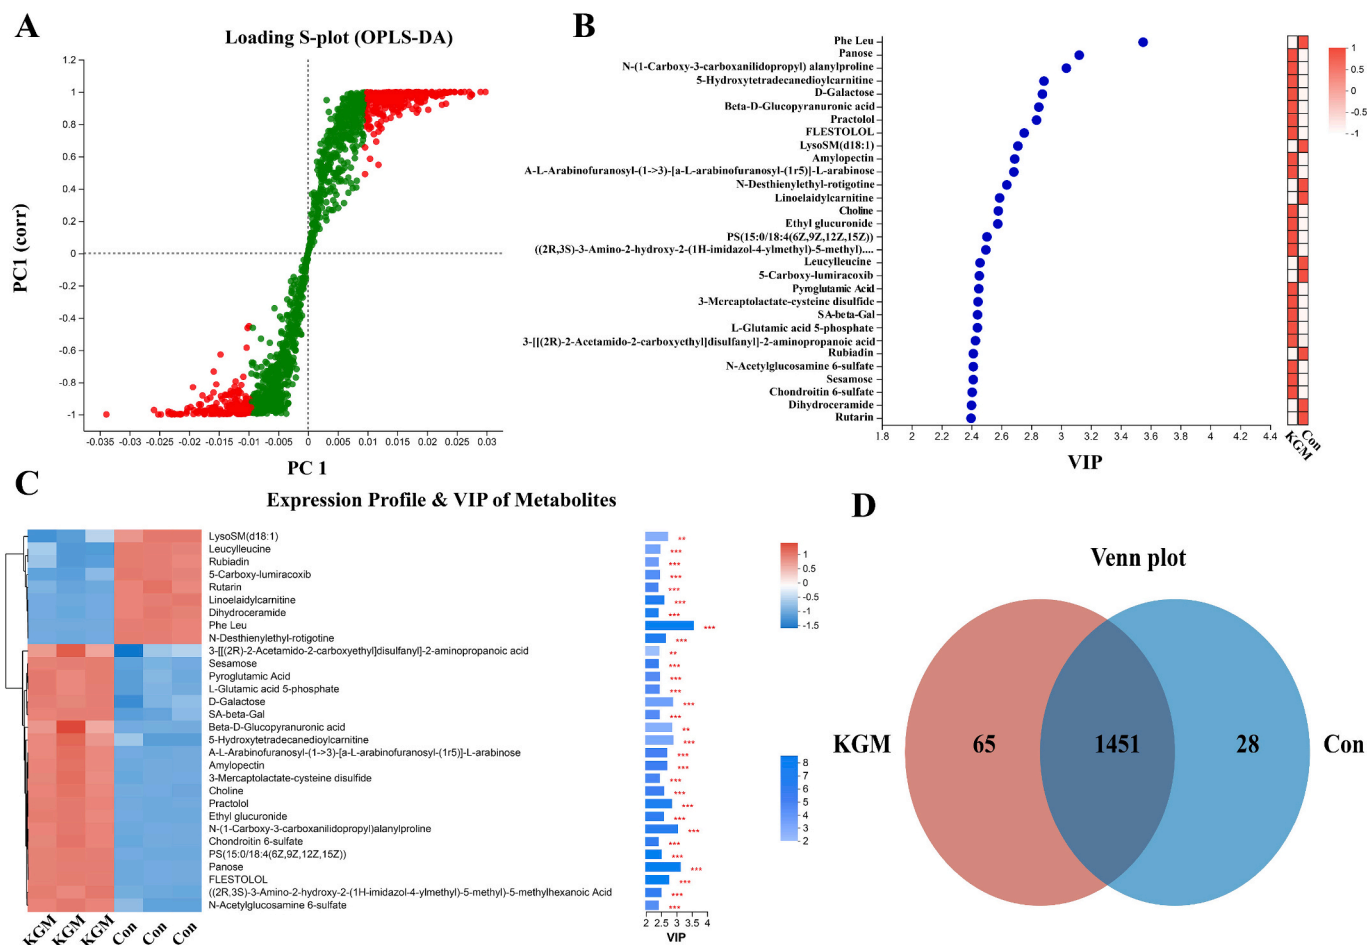 A
Loading S-plot (OPLS-DA)
1.2
1
0.8
0.6
0.4
0.2
0
-0.2
-0.4
-0.6
-0.8
-1
PC1 (corr)
-0.035
-0.03
-0.025
-0.02
-0.015
-0.01
-0.005
0
0.005
0.010
0.015
0.02
0.025
0.03
PC 1
B
Phe Leu
Panose
N-(1-Carboxy-3-carboxanilidopropyl) alanylproline
5-Hydroxytetradecanedioylcarnitine
D-Galactose
Beta-D-Glucopyranuronic acid
Practolol
FLESTOLOL
LysoSM(d18:1)
Amylopectin
A-L-Arabinofuranosyl-(1->3)-[a-L-arabinofuranosyl-(1r5)]-L-arabinose
N-Desthienylethyl-rotigotine
Linoelaidylcarnitine
Choline
Ethyl glucuronide
PS(15:0/18:4(6Z,9Z,12Z,15Z))
((2R,3S)-3-Amino-2-hydroxy-2-(1H-imidazol-4-ylmethyl)-5-methyl)....
Leucylleucine
5-Carboxy-lumiracoxib
Pyroglutamic Acid
3-Mercaptolactate-cysteine disulfide
SA-beta-Gal
L-Glutamic acid 5-phosphate
3-[[(2R)-2-Acetamido-2-carboxyethyl]disulfanyl]-2-aminopropanoic acid
Rubiadin
N-Acetylglucosamine 6-sulfate
Sesamose
Chondroitin 6-sulfate
Dihydroceramide
Rutarin
1.8
2
2.2
2.4
2.6
2.8
3
3.2
3.4
3.6
3.8
4
4.2
4.4
VIP
KGM
Con
1
0.5
0
-0.5
-1
C
Expression Profile & VIP of Metabolites
LysoSM(d18:1)
**
Leucylleucine
***
Rubiadin
***
5-Carboxy-lumiracoxib
***
Rutarin
***
Linoelaidylcarnitine
***
Dihydroceramide
***
Phe Leu
***
N-Desthienylethyl-rotigotine
***
3-[[(2R)-2-Acetamido-2-carboxyethyl]disulfanyl]-2-aminopropanoic acid
**
Sesamose
***
Pyroglutamic Acid
***
L-Glutamic acid 5-phosphate
***
D-Galactose
***
SA-beta-Gal
***
Beta-D-Glucopyranuronic acid
**
5-Hydroxytetradecanedioylcarnitine
***
A-L-Arabinofuranosyl-(1->3)-[a-L-arabinofuranosyl-(1r5)]-L-arabinose
***
Amylopectin
***
3-Mercaptolactate-cysteine disulfide
***
Choline
***
Practolol
***
Ethyl glucuronide
***
N-(1-Carboxy-3-carboxanilidopropyl)alanylproline
***
Chondroitin 6-sulfate
***
PS(15:0/18:4(6Z,9Z,12Z,15Z))
***
Panose
***
FLESTOLOL
***
((2R,3S)-3-Amino-2-hydroxy-2-(1H-imidazol-4-ylmethyl)-5-methyl)-5-methylhexanoic Acid
***
N-Acetylglucosamine 6-sulfate
***
KGM
KGM
KGM
Con
Con
Con
2
2.5
3
3.5
4
VIP
1
0.5
0
-0.5
-1
-1.5
8
7
6
5
4
3
2
D
Venn plot
KGM
65
1451
28
Con